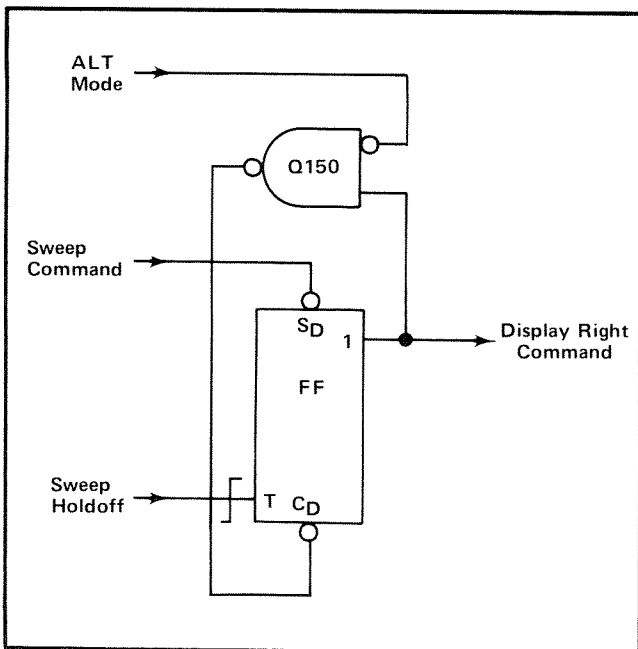 ALT
Mode
Q150
Sweep
Command
SD
1
Display Right
Command
FF
Sweep
Holdoff
T
CD